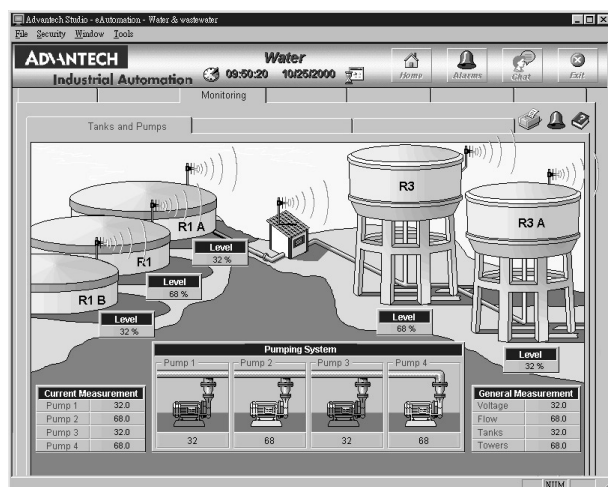 Advantech Studio - eAutomation - Water & wastewater
File Security Window Tools
ADVANTECH
Industrial Automation
Water
09:50:20 10/25/2000
Home
Alarms
Chat
Exit
Monitoring
Tanks and Pumps
R1 A
R1
R1 B
R3
R3 A
Level
32 %
Level
68 %
Level
32 %
Level
68 %
Level
32 %
Pumping System
Pump 1 Pump 2 Pump 3 Pump 4
32 68 32 68
Current Measurement
Pump 1 32.0
Pump 2 68.0
Pump 3 32.0
Pump 4 68.0
General Measurement
Voltage 32.0
Flow 68.0
Tanks 32.0
Towers 68.0
NUM